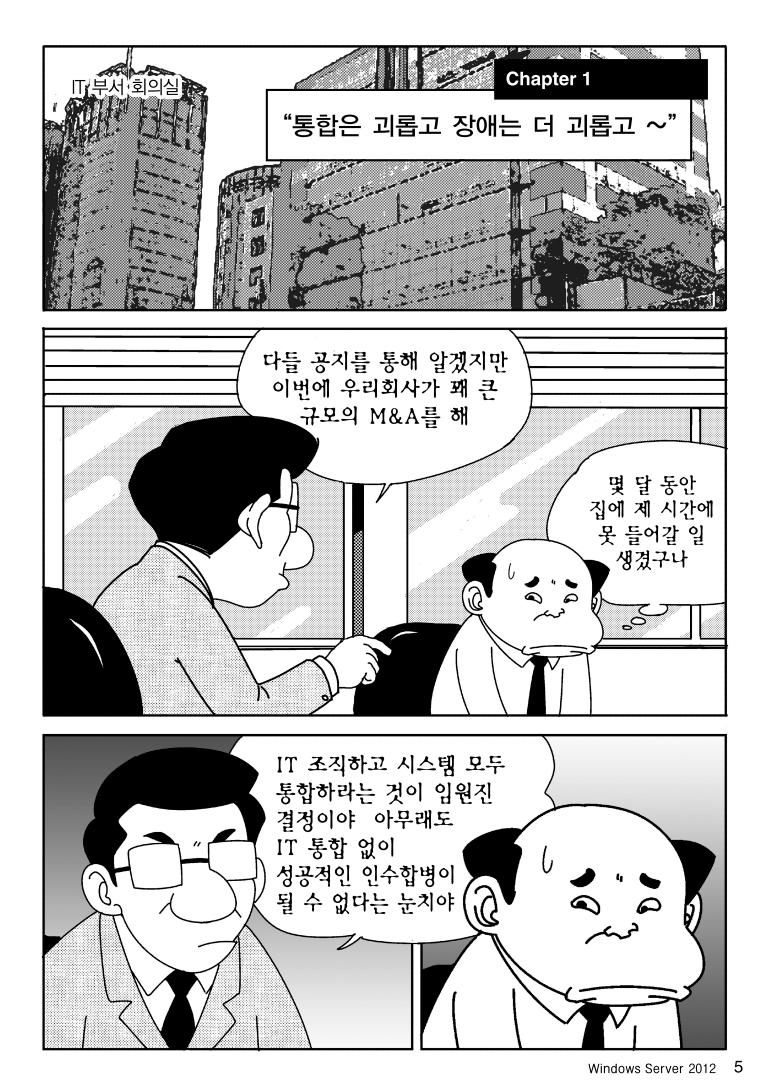 Chapter 1
IT 부서 회의실
“통합은 괴롭고 장애는 더 괴롭고 ~”
다들 공지를 통해 알겠지만
이번에 우리회사가 꽤 큰
규모의 M&A를 해
몇 달 동안
집에 제 시간에
못 들어갈 일
생겼구나
IT 조직하고 시스템 모두
통합하라는 것이 임원진
결정이야 아무래도
IT 통합 없이
성공적인 인수합병이
될 수 없다는 눈치야
Windows Server 2012 5